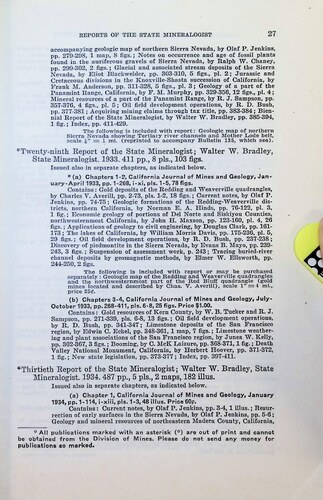 REPORTS OF THE STATE MINERALOGIST 27
accompanying geologic map of northern Sierra Nevada, by Olaf P. Jenkins,
pp. 270-298, 1 map, 8 figs.; Notes on occurrence and age of fossil plants
found in the auriferous gravels of Sierra Nevada, by Ralph W. Chaney,
pp. 299-302, 2 figs.; Glacial and associated stream deposits of the Sierra
Nevada, by Eliot Blackwelder, pp. 303-310, 5 figs., pl. 2; Jurassic and
Cretaceous divisions in the Knoxville-Shasta succession of California, by
Frank M. Anderson, pp. 311-328, 5 figs., pl. 3; Geology of a part of the
Panamint Range, California, by F. M. Murphy, pp. 329-356, 12 figs., pl. 4;
Mineral resources of a part of the Panamint Range, by R. J. Sampson, pp.
357-376, 4 figs., pl. 5; Oil field development operations, by R. D. Bush,
pp. 377-381; Acquiring mining claims through tax title, pp. 382-384; Bien-
nial Report of the State Mineralogist, by Walter W. Bradley, pp. 385-394,
1 fig.; Index, pp. 411-429.
The following is included with report: Geologic map of northern
Sierra Nevada showing Tertiary river channels and Mother Lode belt,
scale ⅛" = 1 mi. (reprinted to accompany Bulletin 135, which see).
*Twenty-ninth Report of the State Mineralogist; Walter W. Bradley,
State Mineralogist. 1933. 411 pp., 8 pls., 103 figs.
Issued also in separate chapters, as indicated below.
*(a) Chapters 1-2, California Journal of Mines and Geology, Jan-
uary-April 1933, pp. 1-268, i-xi, pls. 1-5, 78 figs.
Contains: Gold deposits of the Redding and Weaverville quadrangles,
by Charles V. Averill, pp. 2-73, pls. 1-2, 18 figs.; Current notes, by Olaf P.
Jenkins, pp. 74-75; Geologic formations of the Redding-Weaverville dis-
tricts, northern California, by Norman E. A. Hinds, pp. 76-122, pl. 3,
1 fig.; Economic geology of portions of Del Norte and Siskiyou Counties,
northwesternmost California, by John H. Maxson, pp. 123-160, pl. 4, 26
figs.; Applications of geology to civil engineering, by Douglas Clark, pp. 161-
173; The lakes of California, by William Morris Davis, pp. 175-236, pl. 5,
29 figs.; Oil field development operations, by R. D. Bush, pp. 237-238;
Discovery of piedmontite in the Sierra Nevada, by Evans B. Mayo, pp. 239-
243, 3 figs.; Suspension of assessment work, p. 243; Tracing buried river
channel deposits by geomagnetic methods, by Elmer W. Ellsworth, pp.
244-250, 2 figs.
The following is included with report or may be purchased
separately: Geologic map of the Redding and Weaverville quadrangles
and the northwesternmost part of the Red Bluff quadrangle (gold
mines located and described by Chas. V. Averill), scale 1" = 4 mi.,
price 25¢.
(b) Chapters 3-4, California Journal of Mines and Geology, July-
October 1933, pp. 268-411, pls. 6-8, 25 figs. Price $1.00.
Contains: Gold resources of Kern County, by W. B. Tucker and R. J.
Sampson, pp. 271-339, pls. 6-8, 13 figs.; Oil field development operations,
by R. D. Bush, pp. 341-347; Limestone deposits of the San Francisco
region, by Edwin C. Eckel, pp. 348-361, 1 map, 7 figs.; Limestone weather-
ing and plant associations of the San Francisco region, by Junea W. Kelly,
pp. 362-367, 3 figs.; Booming, by C. McK. Laizure, pp. 368-371, 1 fig.; Death
Valley National Monument, California, by Herbert Hoover, pp. 371-372,
1 fig.; New state legislation, pp. 373-377; Index, pp. 397-411.
*Thirtieth Report of the State Mineralogist; Walter W. Bradley, State
Mineralogist. 1934. 487 pp., 5 pls., 2 maps, 182 illus.
Issued also in separate chapters, as indicated below.
(a) Chapter 1, California Journal of Mines and Geology, January
1934, pp. 1-114, i-xiii, pls. 1-3, 48 illus. Price 60¢.
Contains: Current notes, by Olaf P. Jenkins, pp. 3-4, 1 illus.; Resur-
rection of early surfaces in the Sierra Nevada, by Olaf P. Jenkins, pp. 5-6;
Geology and mineral resources of northeastern Madera County, California,
* All publications marked with an asterisk (*) are out of print and cannot
be obtained from the Division of Mines. Please do not send any money for
publications so marked.